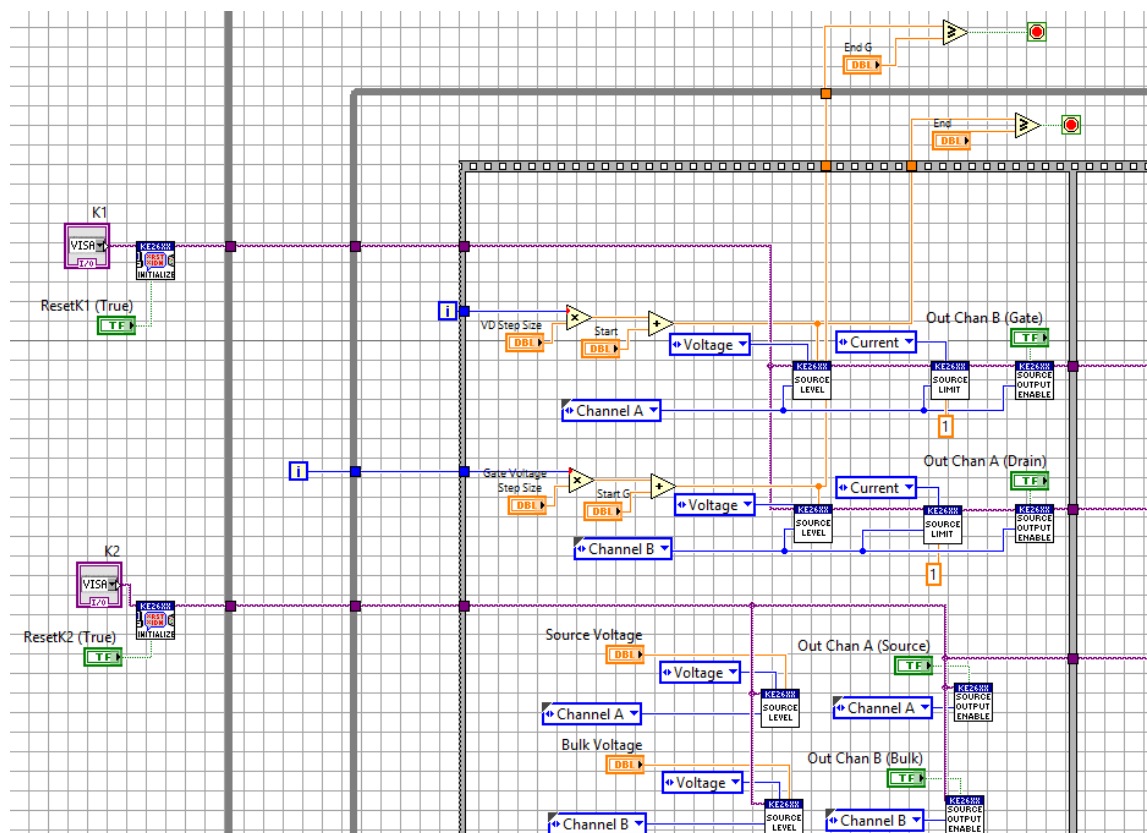 End G
DBL
End
DBL
K1
VISA
I/O
KE26XX
*RST
*IDN
INITIALIZE
ResetK1 (True)
TF
i
VD Step Size
DBL
Start
DBL
Voltage
Current
Out Chan B (Gate)
TF
KE26XX
SOURCE
LEVEL
KE26XX
SOURCE
LIMIT
KE26XX
SOURCE
OUTPUT
ENABLE
Channel A
1
i
Gate Voltage
Step Size
DBL
Start G
DBL
Voltage
Current
Out Chan A (Drain)
TF
KE26XX
SOURCE
LEVEL
KE26XX
SOURCE
LIMIT
KE26XX
SOURCE
OUTPUT
ENABLE
Channel B
1
K2
VISA
I/O
KE26XX
*RST
*IDN
INITIALIZE
ResetK2 (True)
TF
Source Voltage
DBL
Voltage
Out Chan A (Source)
TF
Channel A
KE26XX
SOURCE
LEVEL
Channel A
KE26XX
SOURCE
OUTPUT
ENABLE
Bulk Voltage
DBL
Voltage
Out Chan B (Bulk)
TF
Channel B
KE26XX
SOURCE
LEVEL
Channel B
KE26XX
SOURCE
OUTPUT
ENABLE